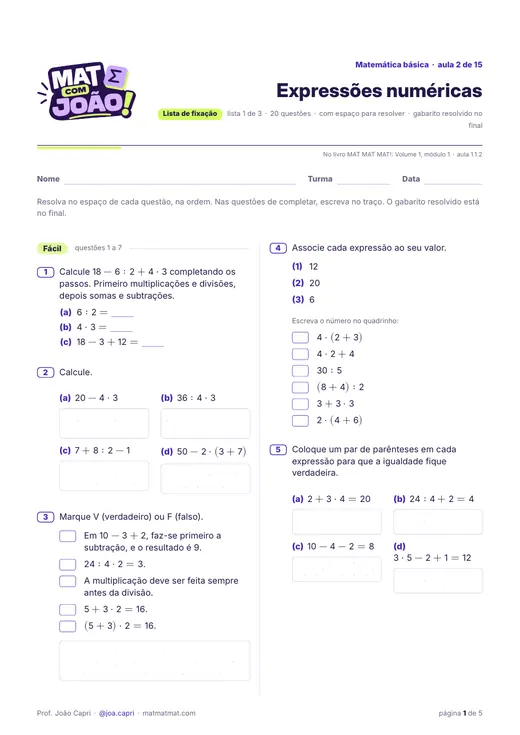 MAT
COM
JOÃO!
Matemática básica · aula 2 de 15
Expressões numéricas
Lista de fixação lista 1 de 3 · 20 questões · com espaço para resolver · gabarito resolvido no
final
No livro MAT MAT MAT!: Volume 1, módulo 1 · aula 1.1.2
Nome Turma Data
Resolva no espaço de cada questão, na ordem. Nas questões de completar, escreva no traço. O gabarito resolvido está
no final.
Fácil questões 1 a 7
1 Calcule 18 − 6 : 2 + 4 · 3 completando os
passos. Primeiro multiplicações e divisões,
depois somas e subtrações.
(a) 6 : 2 = ____
(b) 4 · 3 = ____
(c) 18 − 3 + 12 = ____
2 Calcule.
(a) 20 − 4 · 3 (b) 36 : 4 · 3
(c) 7 + 8 : 2 − 1 (d) 50 − 2 · (3 + 7)
3 Marque V (verdadeiro) ou F (falso).
Em 10 − 3 + 2, faz-se primeiro a
subtração, e o resultado é 9.
24 : 4 · 2 = 3.
A multiplicação deve ser feita sempre
antes da divisão.
5 + 3 · 2 = 16.
(5 + 3) · 2 = 16.
4 Associe cada expressão ao seu valor.
(1) 12
(2) 20
(3) 6
Escreva o número no quadrinho:
4 · (2 + 3)
4 · 2 + 4
30 : 5
(8 + 4) : 2
3 + 3 · 3
2 · (4 + 6)
5 Coloque um par de parênteses em cada
expressão para que a igualdade fique
verdadeira.
(a) 2 + 3 · 4 = 20 (b) 24 : 4 + 2 = 4
(c) 10 − 4 − 2 = 8 (d)
3 · 5 − 2 + 1 = 12
Prof. João Capri · @joa.capri · matmatmat.com página 1 de 5